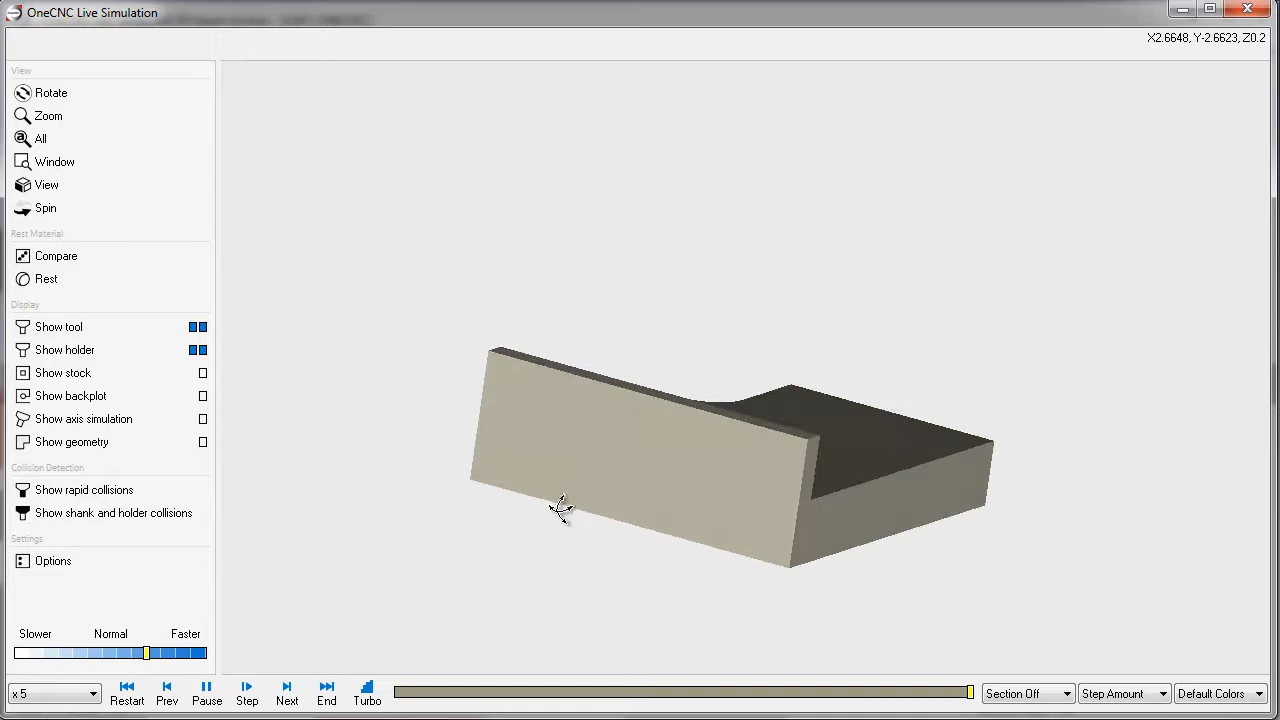 OneCNC Live Simulation
X2.6648, Y-2.6623, Z0.2
View
Rotate
Zoom
All
Window
View
Spin
Rest Material
Compare
Rest
Display
Show tool
Show holder
Show stock
Show backplot
Show axis simulation
Show geometry
Collision Detection
Show rapid collisions
Show shank and holder collisions
Settings
Options
Slower Normal Faster
x 5 Restart Prev Pause Step Next End Turbo Section Off Step Amount Default Colors